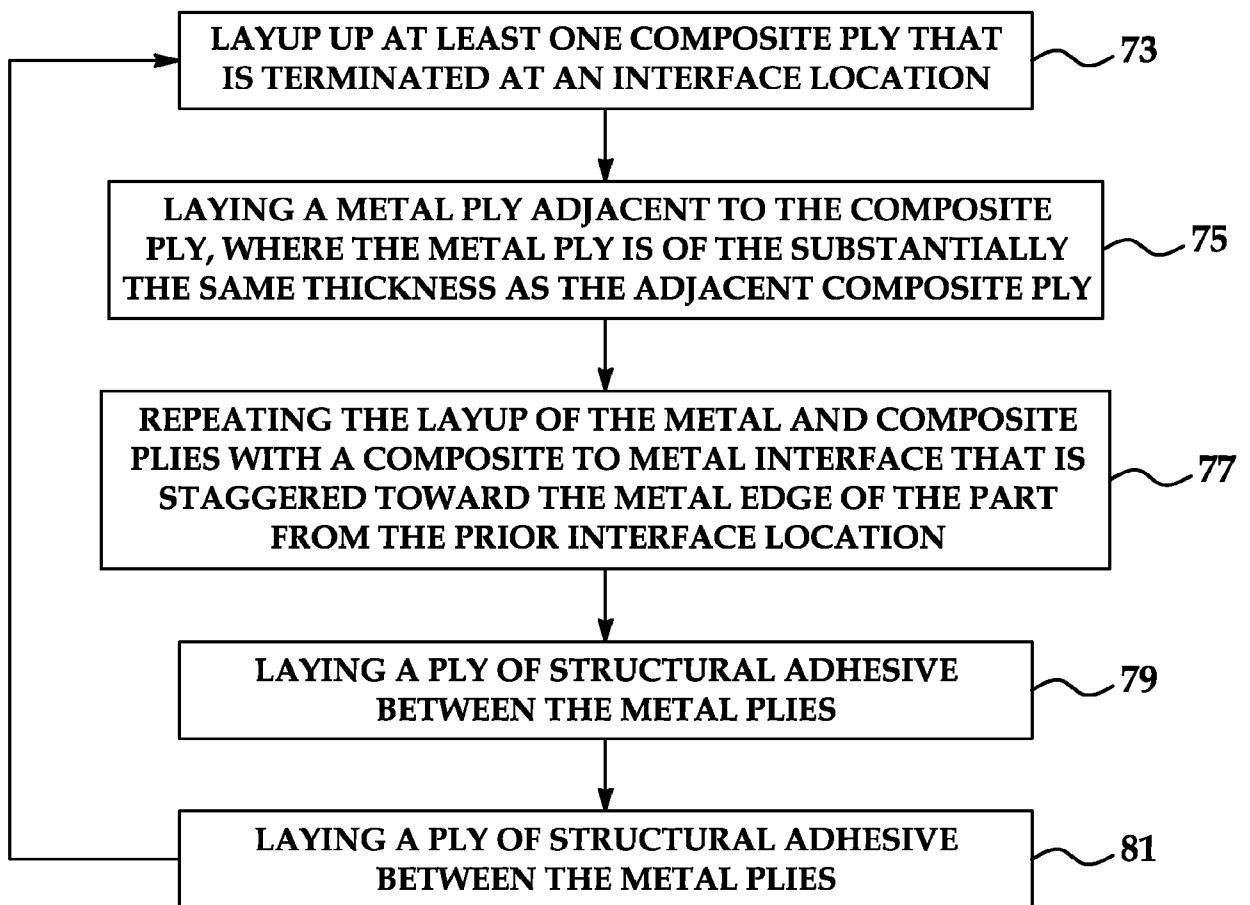 LAYUP UP AT LEAST ONE COMPOSITE PLY THAT
IS TERMINATED AT AN INTERFACE LOCATION
73
LAYING A METAL PLY ADJACENT TO THE COMPOSITE
PLY, WHERE THE METAL PLY IS OF THE SUBSTANTIALLY
THE SAME THICKNESS AS THE ADJACENT COMPOSITE PLY
75
REPEATING THE LAYUP OF THE METAL AND COMPOSITE
PLIES WITH A COMPOSITE TO METAL INTERFACE THAT IS
STAGGERED TOWARD THE METAL EDGE OF THE PART
FROM THE PRIOR INTERFACE LOCATION
77
LAYING A PLY OF STRUCTURAL ADHESIVE
BETWEEN THE METAL PLIES
79
LAYING A PLY OF STRUCTURAL ADHESIVE
BETWEEN THE METAL PLIES
81